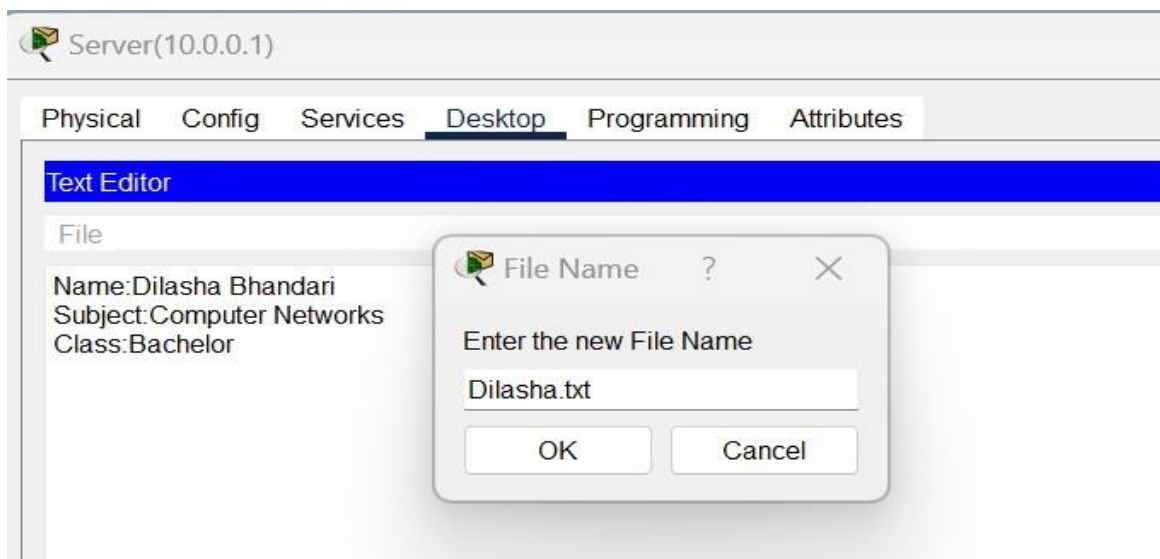 Server(10.0.0.1)
Physical Config Services Desktop Programming Attributes
Text Editor
File
Name:Dilasha Bhandari
Subject:Computer Networks
Class:Bachelor
File Name ?
Enter the new File Name
Dilasha.txt
OK Cancel